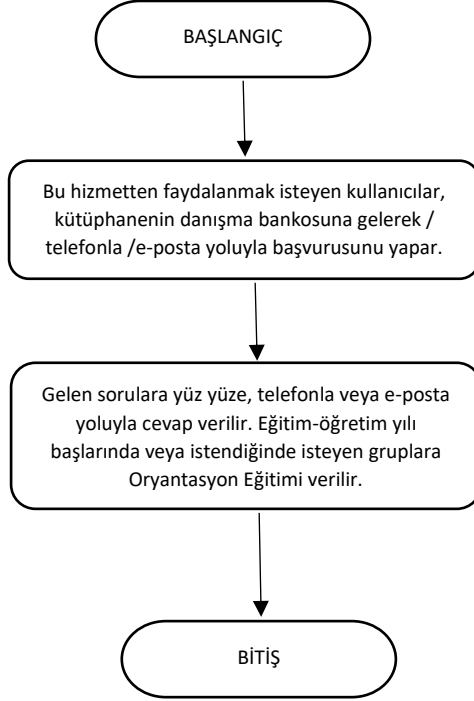 BAŞLANGIÇ
Bu hizmetten faydalanmak isteyen kullanıcılar,
kütüphanenin danışma bankosuna gelerek /
telefonla /e-posta yoluyla başvurusunu yapar.
Gelen sorulara yüz yüze, telefonla veya e-posta
yoluyla cevap verilir. Eğitim-öğretim yılı
başlarında veya istendiğinde isteyen gruplara
Oryantasyon Eğitimi verilir.
BİTİŞ